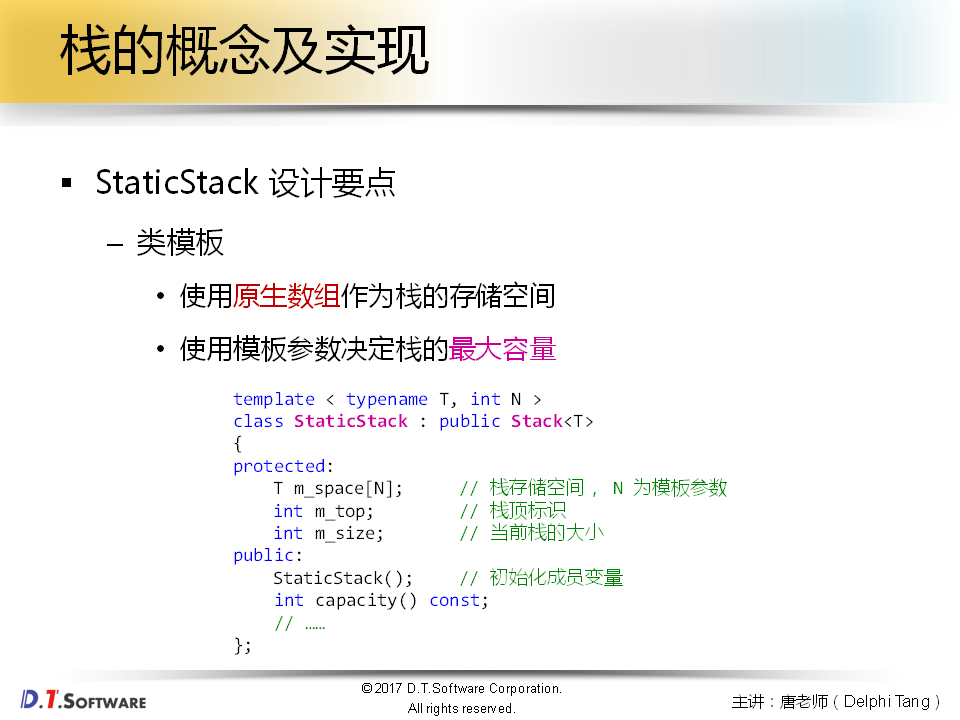 栈的概念及实现
▪ StaticStack 设计要点
– 类模板
• 使用原生数组作为栈的存储空间
• 使用模板参数决定栈的最大容量
template < typename T, int N >
class StaticStack : public Stack<T>
{
protected:
    T m_space[N];     // 栈存储空间 ， N 为模板参数
    int m_top;        // 栈顶标识
    int m_size;       // 当前栈的大小
public:
    StaticStack();    // 初始化成员变量
    int capacity() const;
    // ……
};
D.T.SOFTWARE
©2017 D.T.Software Corporation.
All rights reserved.
主讲：唐老师（Delphi Tang）